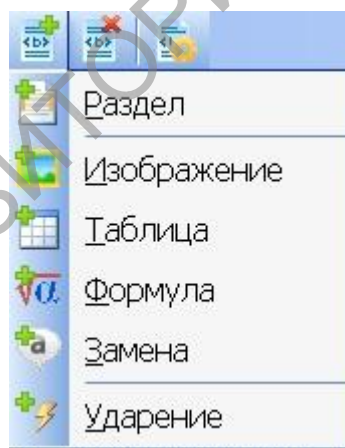 <b> <b>
Раздел
Изображение
Таблица
Формула
Замена
Ударение